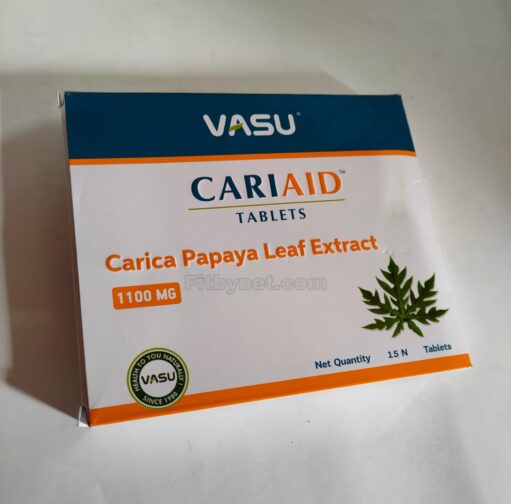 VASU®
CARIAID™
TABLETS
Carica Papaya Leaf Extract
Fitbynet.com
1100 MG
Net Quantity 15 N Tablets
HEALTH TO YOU NATURALLY
VASU
SINCE 1980